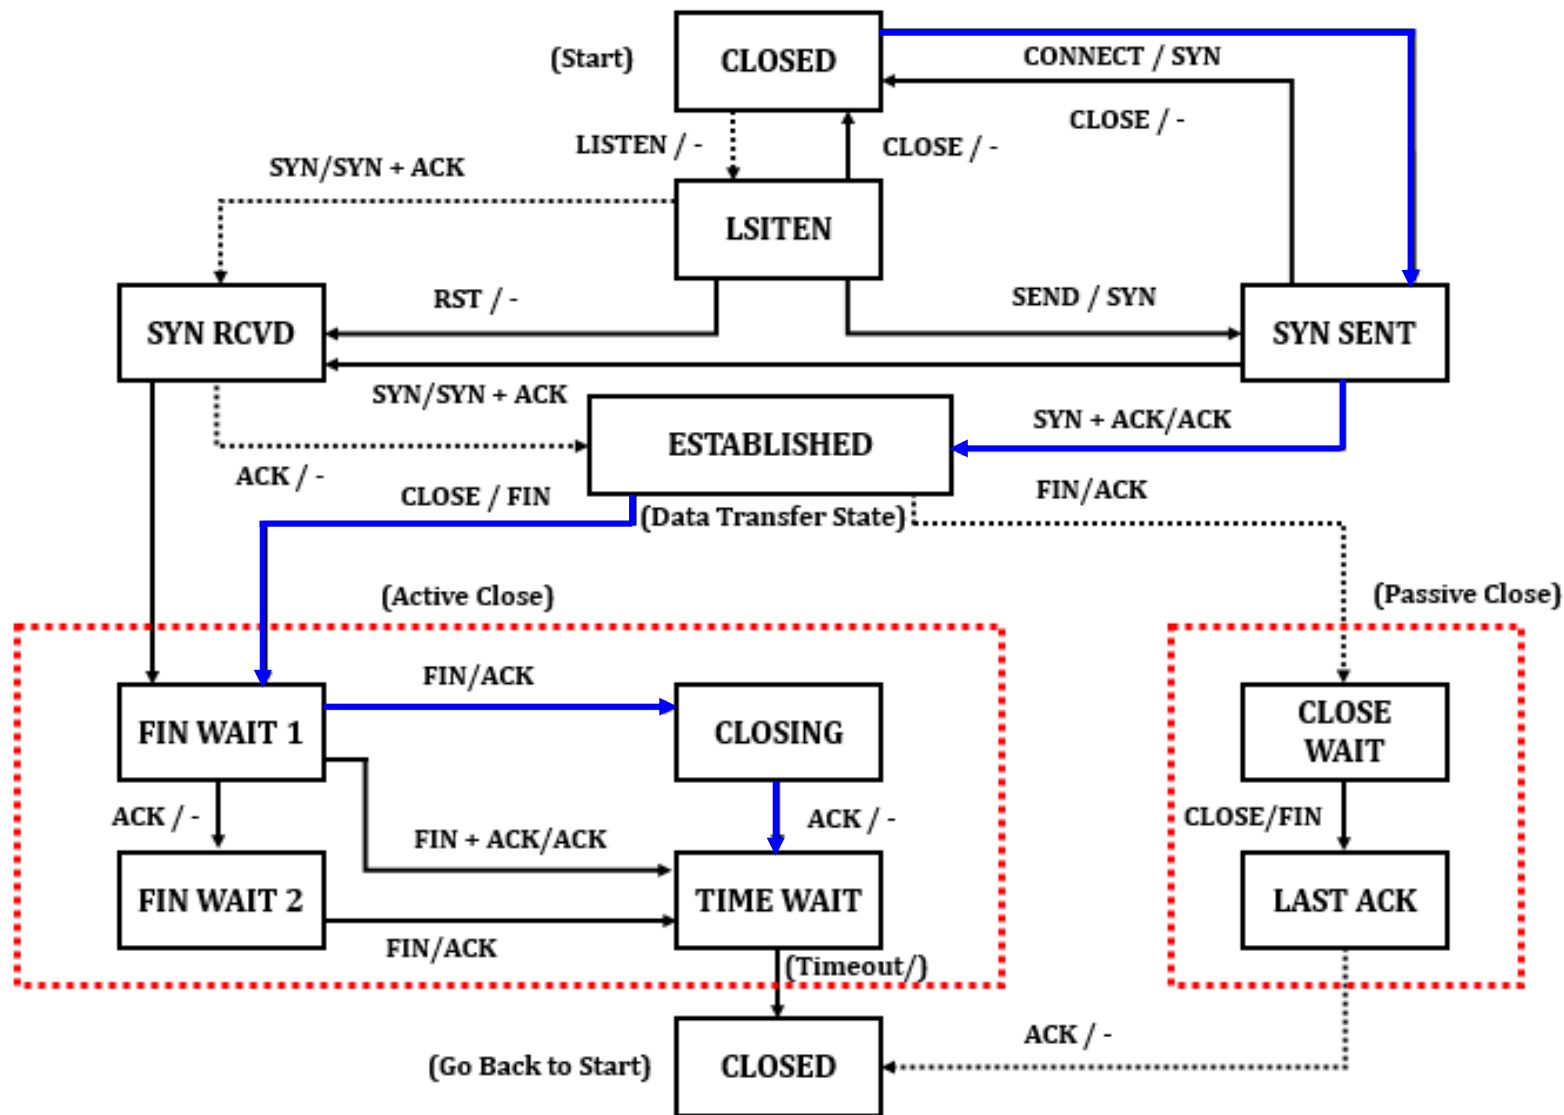 (Start)
CLOSED
CONNECT / SYN
CLOSE / -
LISTEN / -
CLOSE / -
SYN/SYN + ACK
LSITEN
RST / -
SEND / SYN
SYN RCVD
SYN SENT
SYN/SYN + ACK
ESTABLISHED
SYN + ACK/ACK
ACK / -
CLOSE / FIN
FIN/ACK
(Data Transfer State)
(Active Close)
(Passive Close)
FIN/ACK
FIN WAIT 1
CLOSING
CLOSE
WAIT
ACK / -
ACK / -
CLOSE/FIN
FIN + ACK/ACK
FIN WAIT 2
TIME WAIT
LAST ACK
FIN/ACK
(Timeout/)
ACK / -
(Go Back to Start)
CLOSED